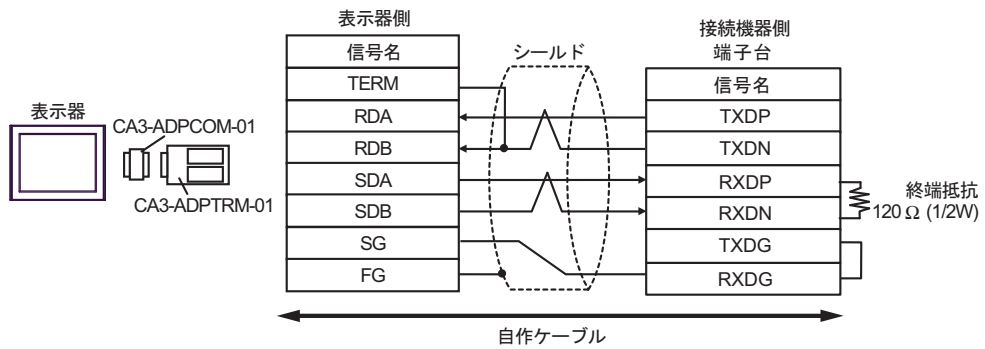 表示器
CA3-ADPCOM-01
CA3-ADPTRM-01
表示器側
信号名
TERM
RDA
RDB
SDA
SDB
SG
FG
シールド
接続機器側
端子台
信号名
TXDP
TXDN
RXDP
RXDN
TXDG
RXDG
終端抵抗
120 Ω (1/2W)
自作ケーブル